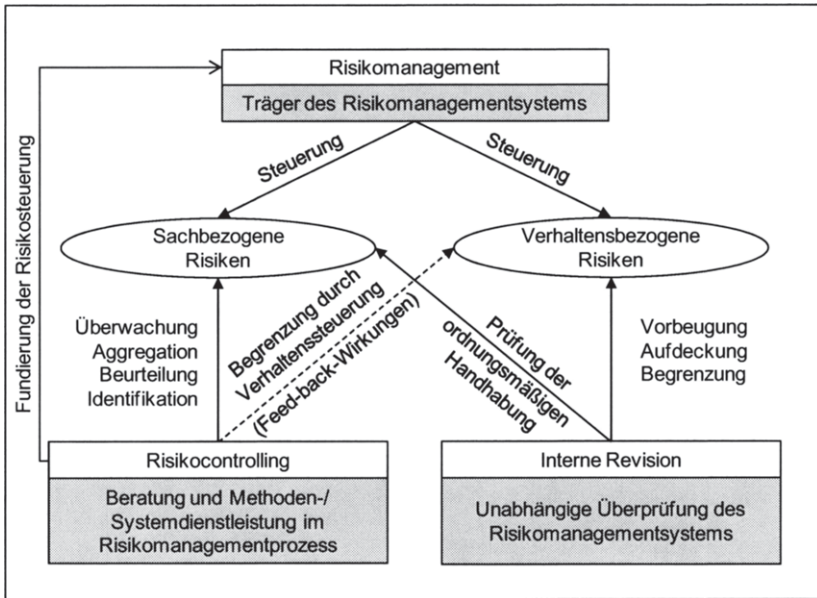 Risikomanagement
Träger des Risikomanagementsystems
Fundierung der Risikosteuerung
Steuerung
Steuerung
Sachbezogene
Risiken
Verhaltensbezogene
Risiken
Überwachung
Aggregation
Beurteilung
Identifikation
Begrenzung durch
Verhaltenssteuerung
(Feed-back-Wirkungen)
Prüfung der
ordnungsmäßigen
Handhabung
Vorbeugung
Aufdeckung
Begrenzung
Risikocontrolling
Beratung und Methoden-/
Systemdienstleistung im
Risikomanagementprozess
Interne Revision
Unabhängige Überprüfung des
Risikomanagementsystems